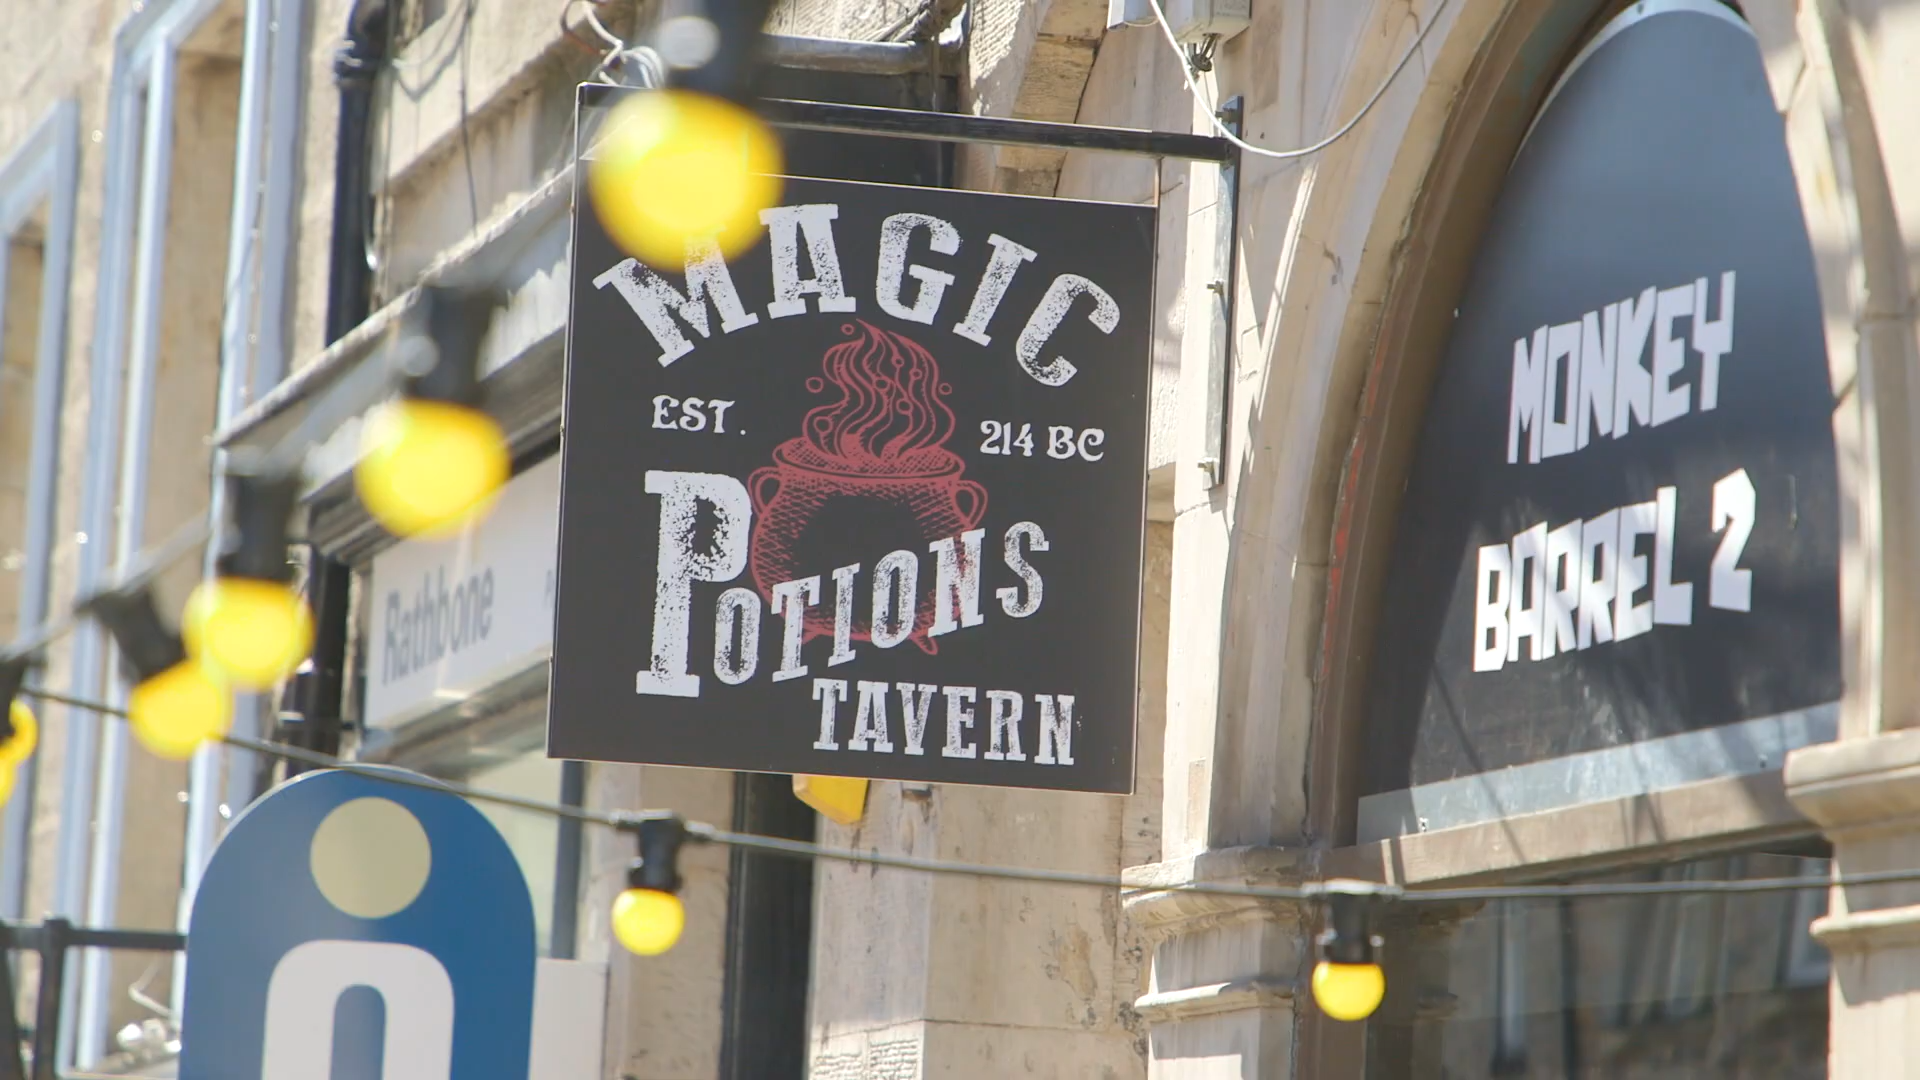 MAGIC
EST. 214 BC
POTIONS
TAVERN
MONKEY
BARREL 2
Rathbone